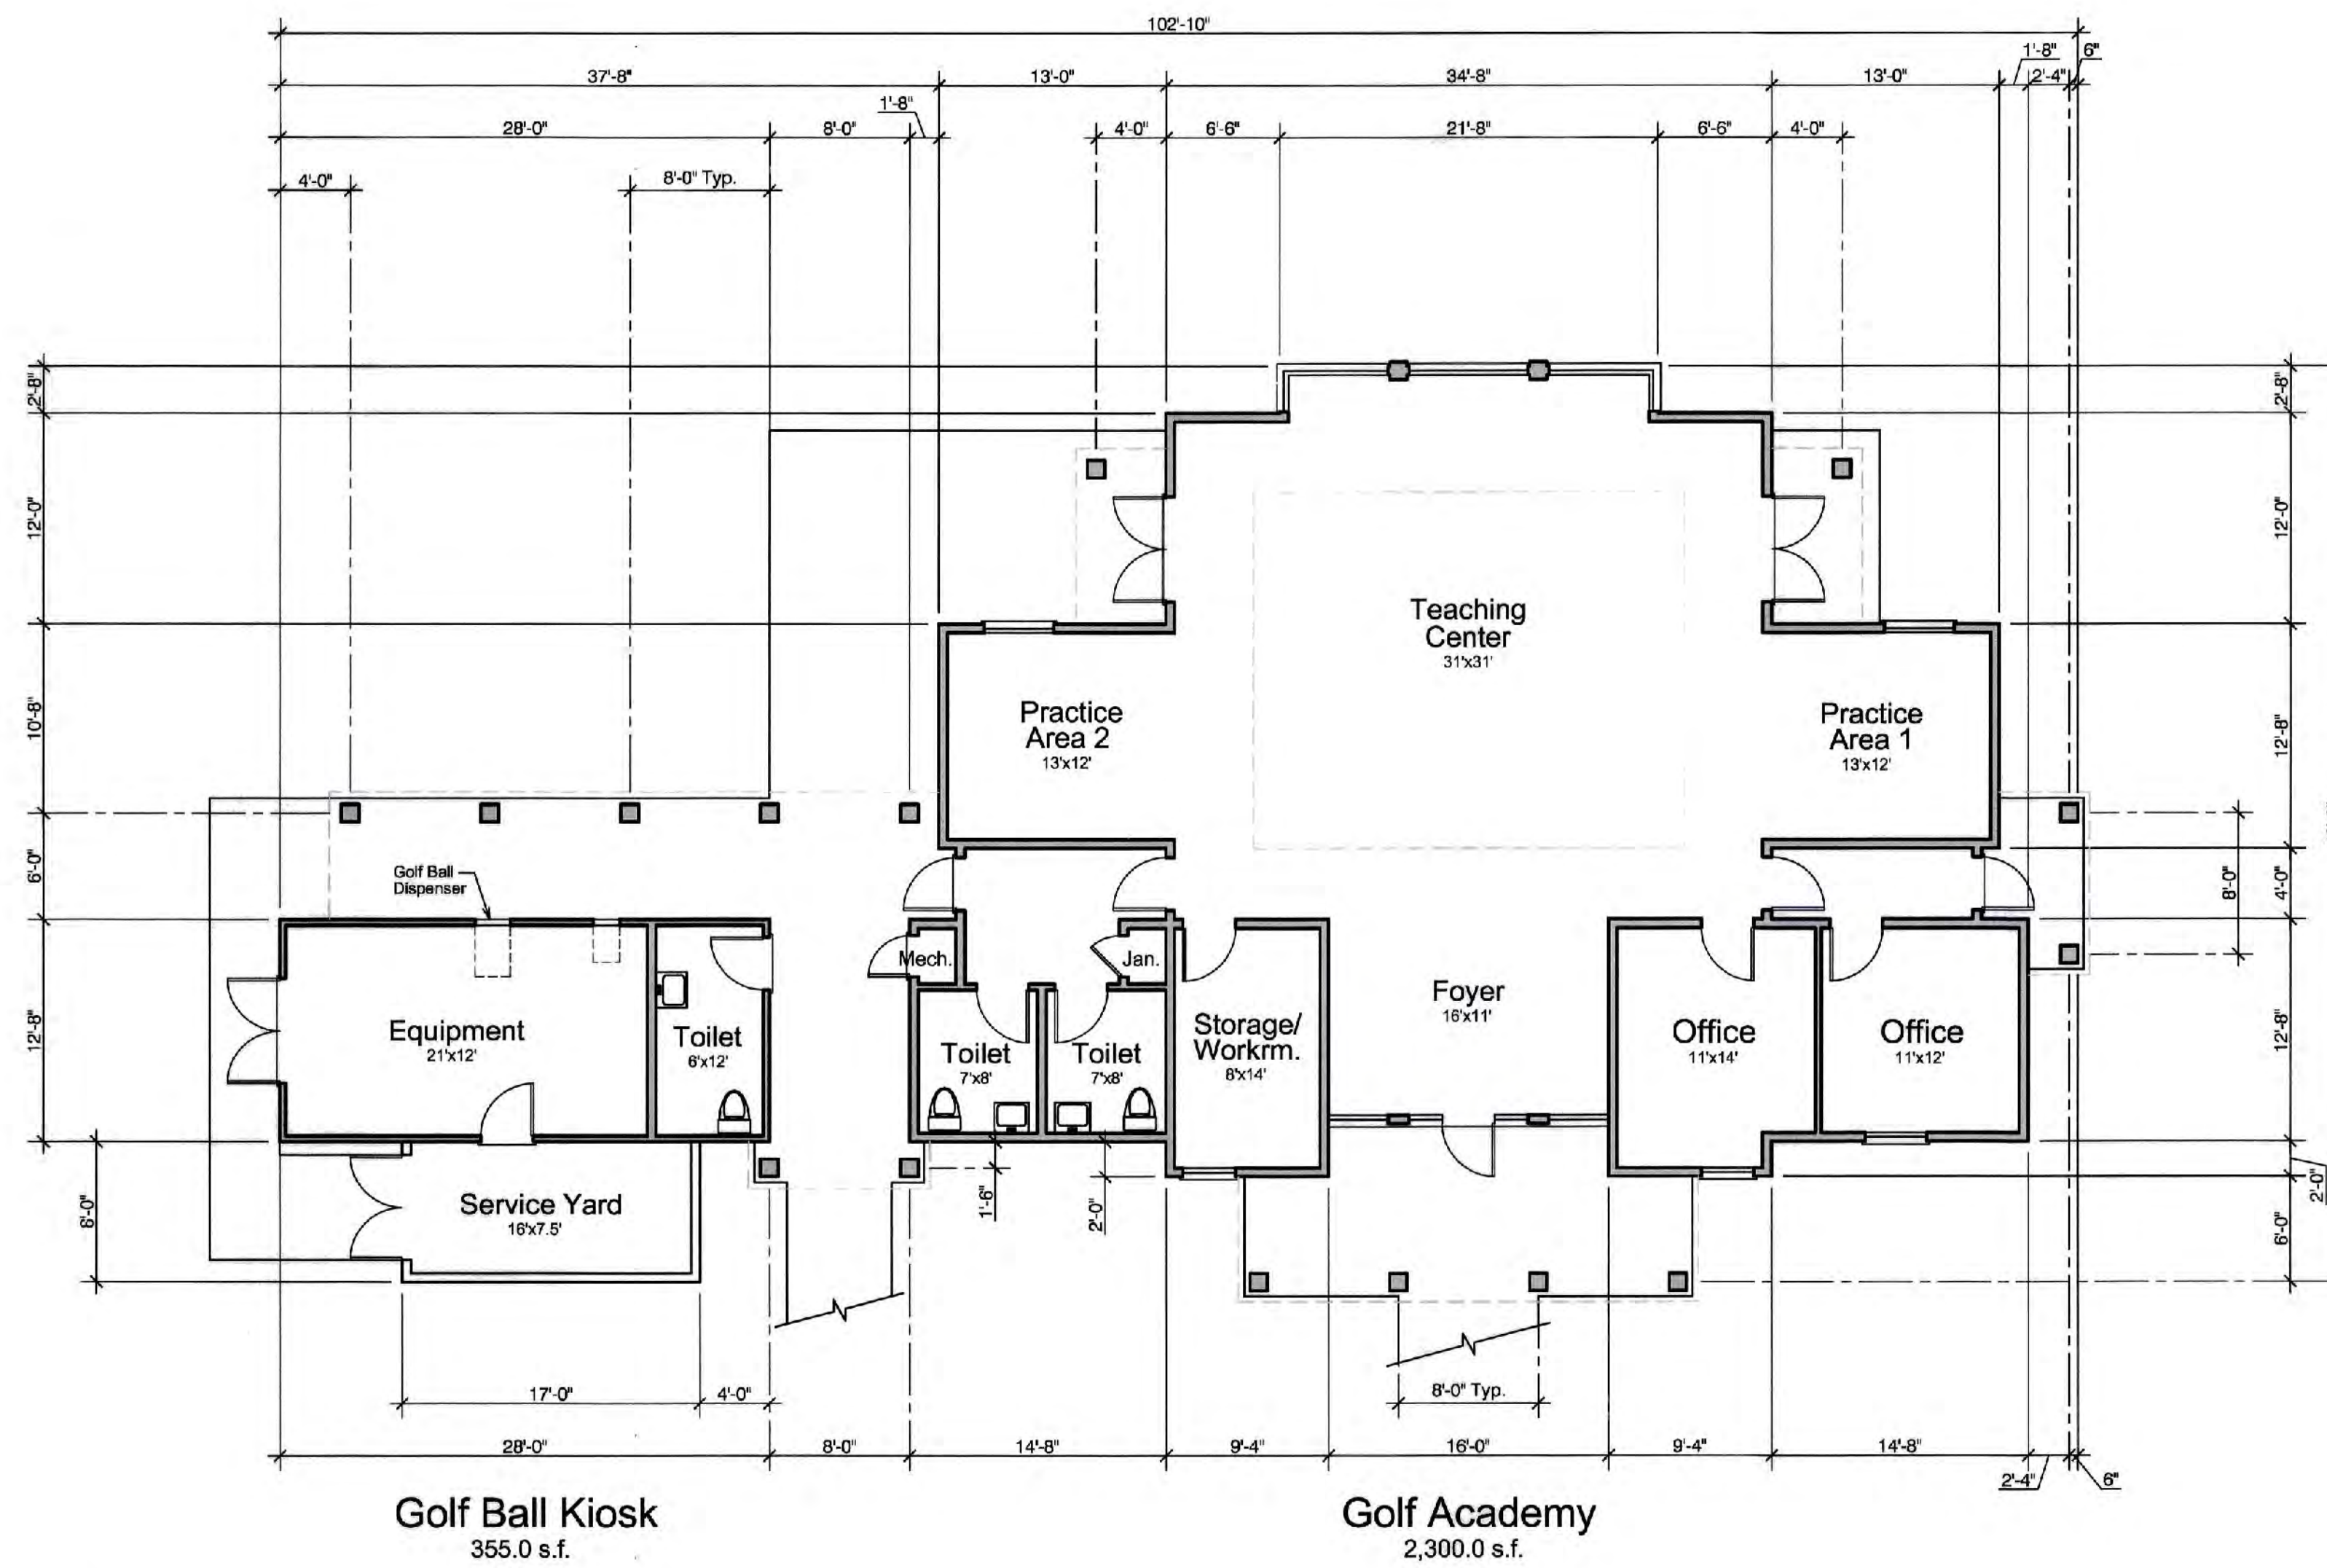 102'-10"
1'-8"
6"
37'-8"
13'-0"
34'-8"
13'-0"
2'-4"
1'-8"
28'-0"
8'-0"
4'-0"
6'-6"
21'-8"
6'-6"
4'-0"
4'-0"
8'-0" Typ.
2'-8"
2'-8"
12'-0"
12'-0"
Teaching
Center
31'x31'
10'-8"
Practice
Area 2
13'x12'
Practice
Area 1
13'x12'
12'-8"
6'-0"
Golf Ball
Dispenser
8'-0"
4'-0"
Mech.
Jan.
12'-8"
Equipment
21'x12'
Toilet
6'x12'
Toilet
7'x8'
Toilet
7'x8'
Storage/
Workrm.
8'x14'
Foyer
16'x11'
Office
11'x14'
Office
11'x12'
12'-8"
Service Yard
16'x7.5'
1'-6"
2'-0"
2'-0"
6'-0"
17'-0"
4'-0"
8'-0" Typ.
28'-0"
8'-0"
14'-8"
9'-4"
16'-0"
9'-4"
14'-8"
2'-4"
6"
Golf Ball Kiosk
355.0 s.f.
Golf Academy
2,300.0 s.f.